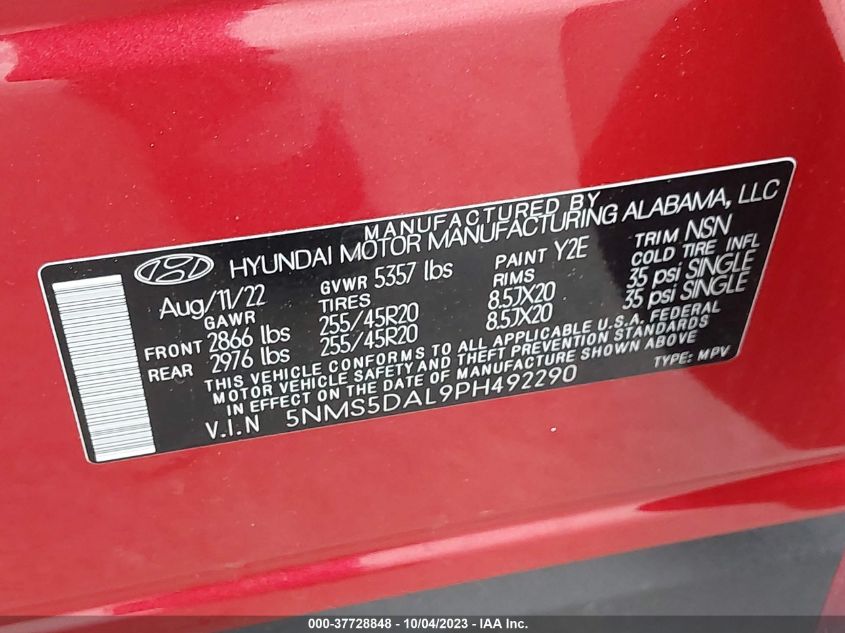 MANUFACTURED BY
HYUNDAI MOTOR MANUFACTURING ALABAMA, LLC
Aug/11/22 GVWR 5357 lbs PAINT Y2E TRIM NSN
GAWR TIRES RIMS COLD TIRE INFL
FRONT 2866 lbs 255/45R20 8.5JX20 35 psi SINGLE
REAR 2976 lbs 255/45R20 8.5JX20 35 psi SINGLE
THIS VEHICLE CONFORMS TO ALL APPLICABLE U.S.A. FEDERAL
MOTOR VEHICLE SAFETY AND THEFT PREVENTION STANDARDS
IN EFFECT ON THE DATE OF MANUFACTURE SHOWN ABOVE
V.I.N 5NMS5DAL9PH492290 TYPE: MPV
000-37728848 - 10/04/2023 - IAA Inc.